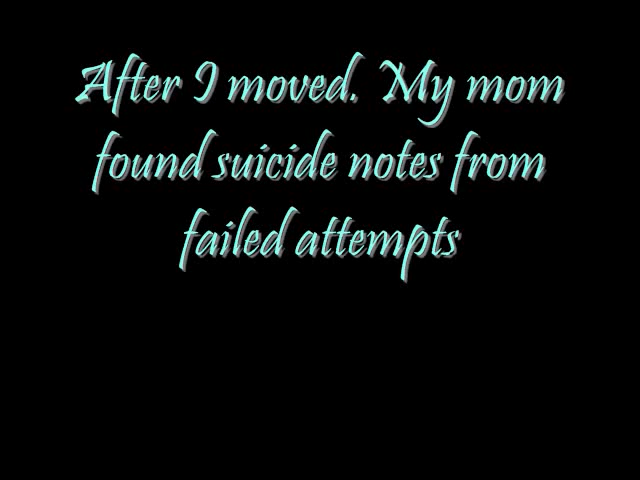 After I moved. My mom
found suicide notes from
failed attempts